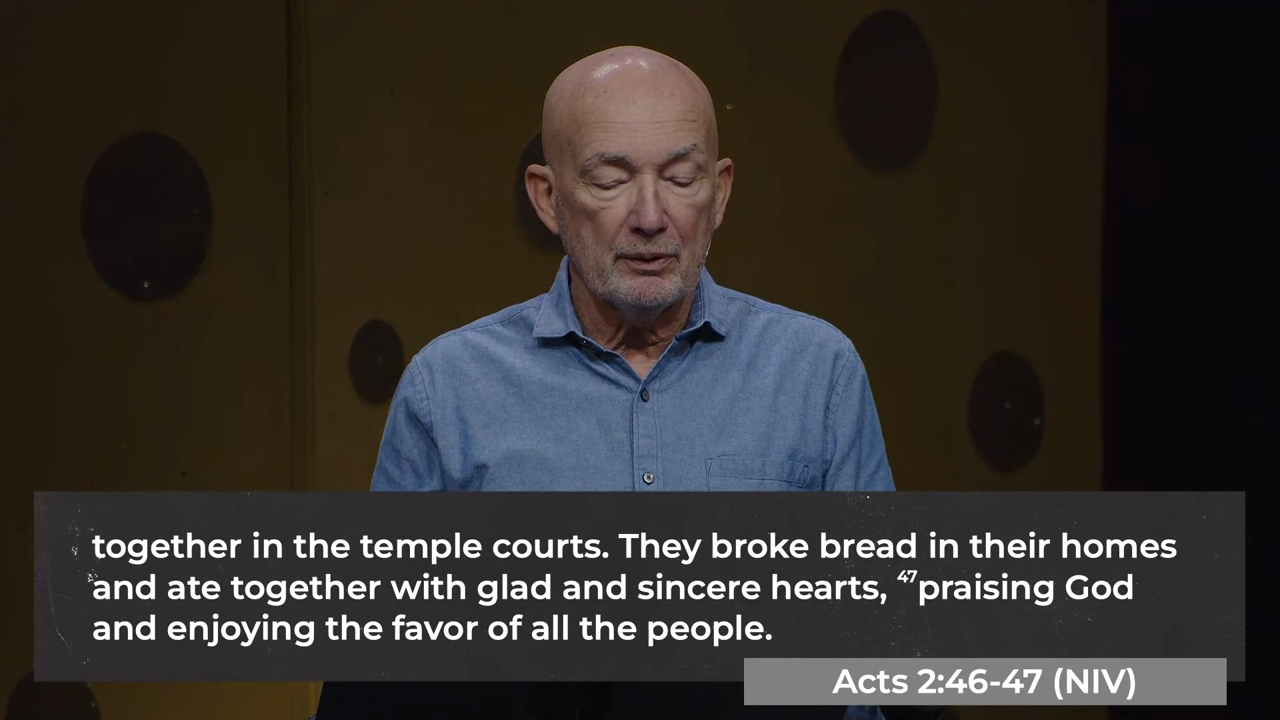 together in the temple courts. They broke bread in their homes
and ate together with glad and sincere hearts, 47praising God
and enjoying the favor of all the people.
Acts 2:46-47 (NIV)